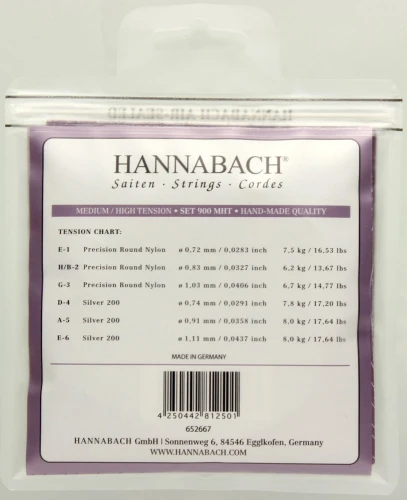 HANNABACH AIR-SEALED
HANNABACH®
Saiten · Strings · Cordes
MEDIUM / HIGH TENSION • SET 900 MHT • HAND-MADE QUALITY
TENSION CHART:
E-1 Precision Round Nylon ø 0,72 mm / 0,0283 inch 7,5 kg / 16,53 lbs
H/B-2 Precision Round Nylon ø 0,83 mm / 0,0327 inch 6,2 kg / 13,67 lbs
G-3 Precision Round Nylon ø 1,03 mm / 0,0406 inch 6,7 kg / 14,77 lbs
D-4 Silver 200 ø 0,74 mm / 0,0291 inch 7,8 kg / 17,20 lbs
A-5 Silver 200 ø 0,91 mm / 0,0358 inch 8,0 kg / 17,64 lbs
E-6 Silver 200 ø 1,11 mm / 0,0437 inch 8,0 kg / 17,64 lbs
MADE IN GERMANY
4 250442 812501
652667
HANNABACH GmbH | Sonnenweg 6, 84546 Egglkofen, Germany
WWW.HANNABACH.COM